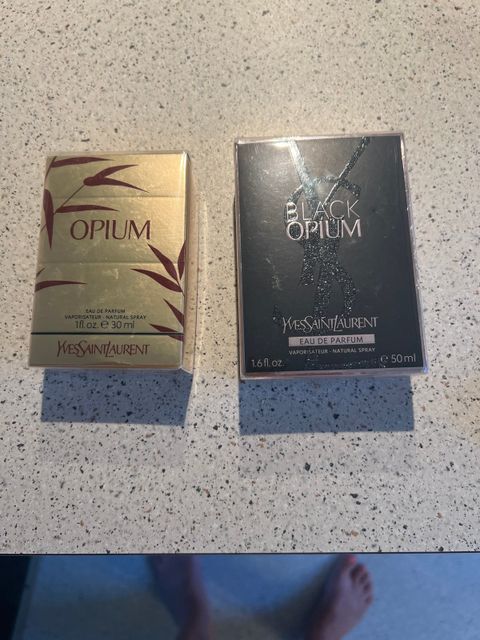 OPIUM
EAU DE PARFUM
VAPORISATEUR - NATURAL SPRAY
1fl. oz. e 30 ml
YVESSAINTLAURENT
BLACK
OPIUM
YVESSAINTLAURENT
EAU DE PARFUM
VAPORISATEUR - NATURAL SPRAY
1.6 fl. oz. e 50 ml